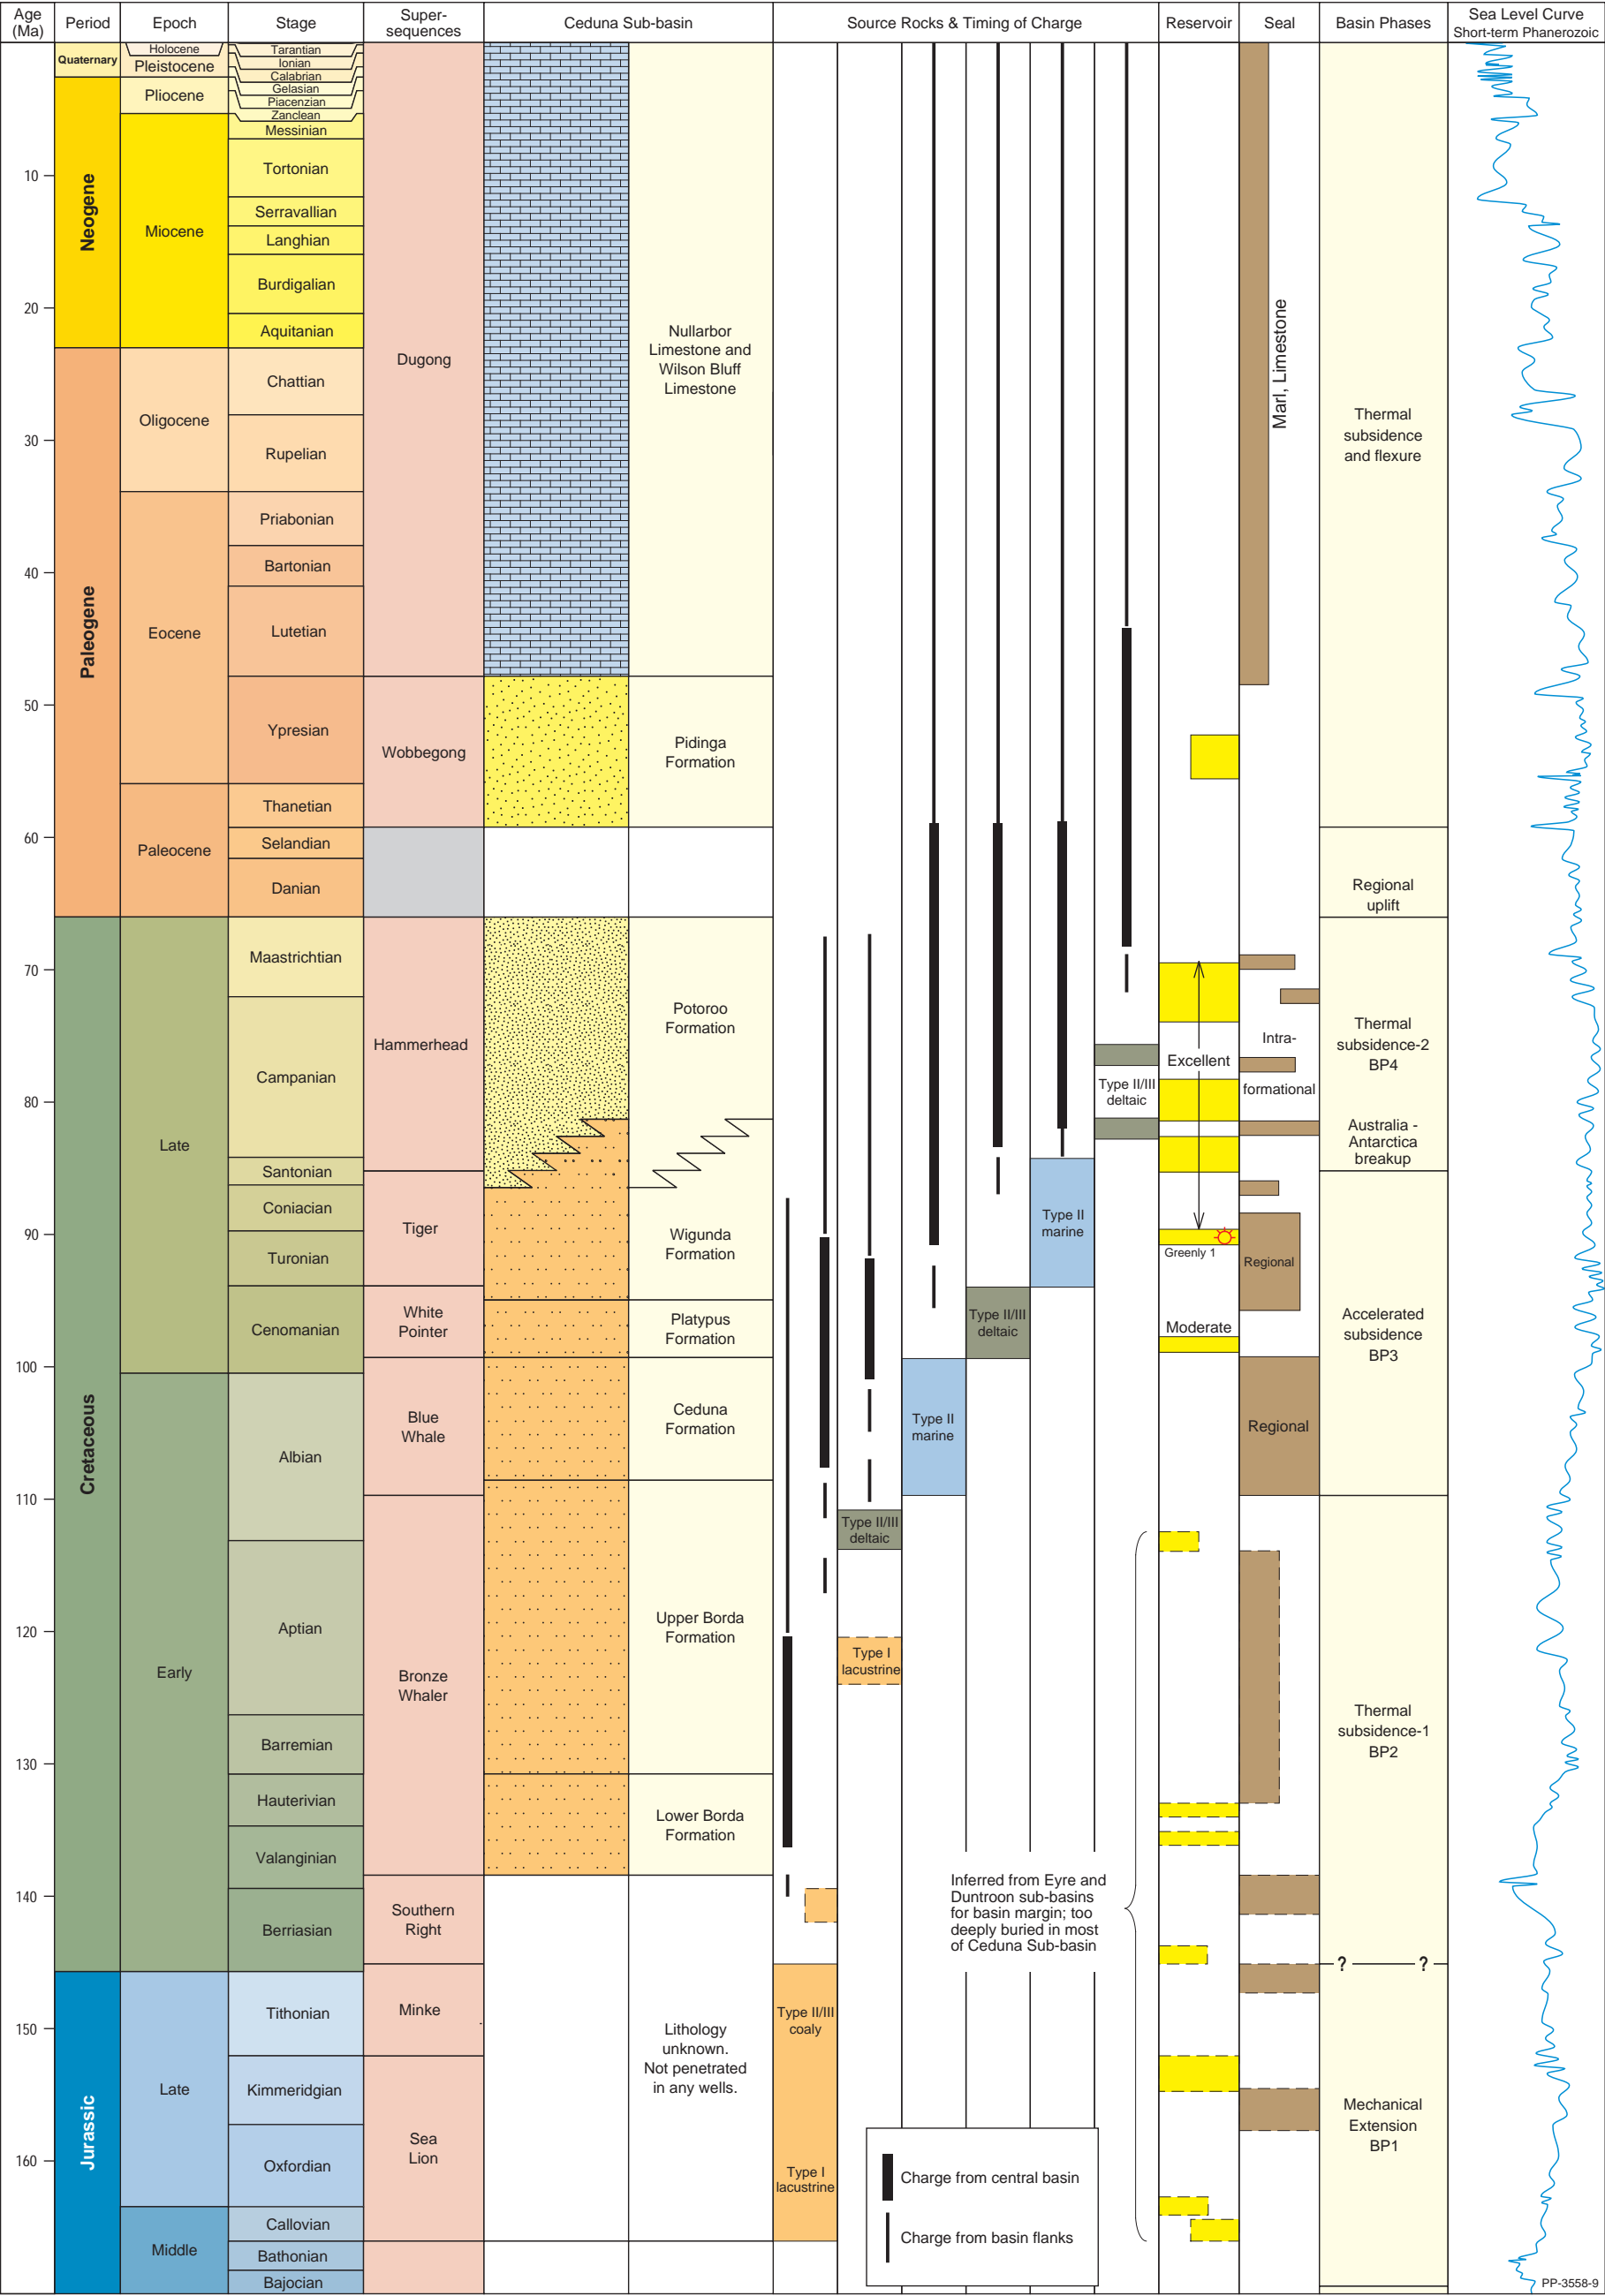 Age
(Ma)
Period
Epoch
Stage
Super-
sequences
Ceduna Sub-basin
Source Rocks & Timing of Charge
Reservoir
Seal
Basin Phases
Sea Level Curve
Short-term Phanerozoic
10
20
30
40
50
60
70
80
90
100
110
120
130
140
150
160
Quaternary
Neogene
Paleogene
Cretaceous
Jurassic
Holocene
Pleistocene
Pliocene
Miocene
Oligocene
Eocene
Paleocene
Late
Early
Late
Middle
Tarantian
Ionian
Calabrian
Gelasian
Piacenzian
Zanclean
Messinian
Tortonian
Serravallian
Langhian
Burdigalian
Aquitanian
Chattian
Rupelian
Priabonian
Bartonian
Lutetian
Ypresian
Thanetian
Selandian
Danian
Maastrichtian
Campanian
Santonian
Coniacian
Turonian
Cenomanian
Albian
Aptian
Barremian
Hauterivian
Valanginian
Berriasian
Tithonian
Kimmeridgian
Oxfordian
Callovian
Bathonian
Bajocian
Dugong
Wobbegong
Hammerhead
Tiger
White
Pointer
Blue
Whale
Bronze
Whaler
Southern
Right
Minke
Sea
Lion
Nullarbor
Limestone and
Wilson Bluff
Limestone
Pidinga
Formation
Potoroo
Formation
Wigunda
Formation
Platypus
Formation
Ceduna
Formation
Upper Borda
Formation
Lower Borda
Formation
Lithology
unknown.
Not penetrated
in any wells.
Type II/III
deltaic
Type II
marine
Type II/III
deltaic
Type II
marine
Type II/III
deltaic
Type I
lacustrine
Type II/III
coaly
Type I
lacustrine
Inferred from Eyre and
Duntroon sub-basins
for basin margin; too
deeply buried in most
of Ceduna Sub-basin
Charge from central basin
Charge from basin flanks
Excellent
Greenly 1
Moderate
Marl, Limestone
Intra-
formational
Regional
Regional
Thermal
subsidence
and flexure
Regional
uplift
Thermal
subsidence-2
BP4
Australia -
Antarctica
breakup
Accelerated
subsidence
BP3
Thermal
subsidence-1
BP2
? ?
Mechanical
Extension
BP1
PP-3558-9